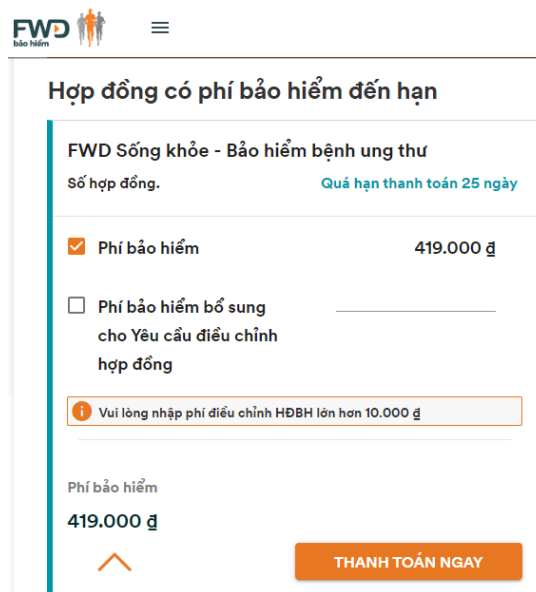 FWD
bảo hiểm
Hợp đồng có phí bảo hiểm đến hạn
FWD Sống khỏe - Bảo hiểm bệnh ung thư
Số hợp đồng.
Quá hạn thanh toán 25 ngày
Phí bảo hiểm
419.000 ₫
Phí bảo hiểm bổ sung
cho Yêu cầu điều chỉnh
hợp đồng
Vui lòng nhập phí điều chỉnh HĐBH lớn hơn 10.000 ₫
Phí bảo hiểm
419.000 ₫
THANH TOÁN NGAY